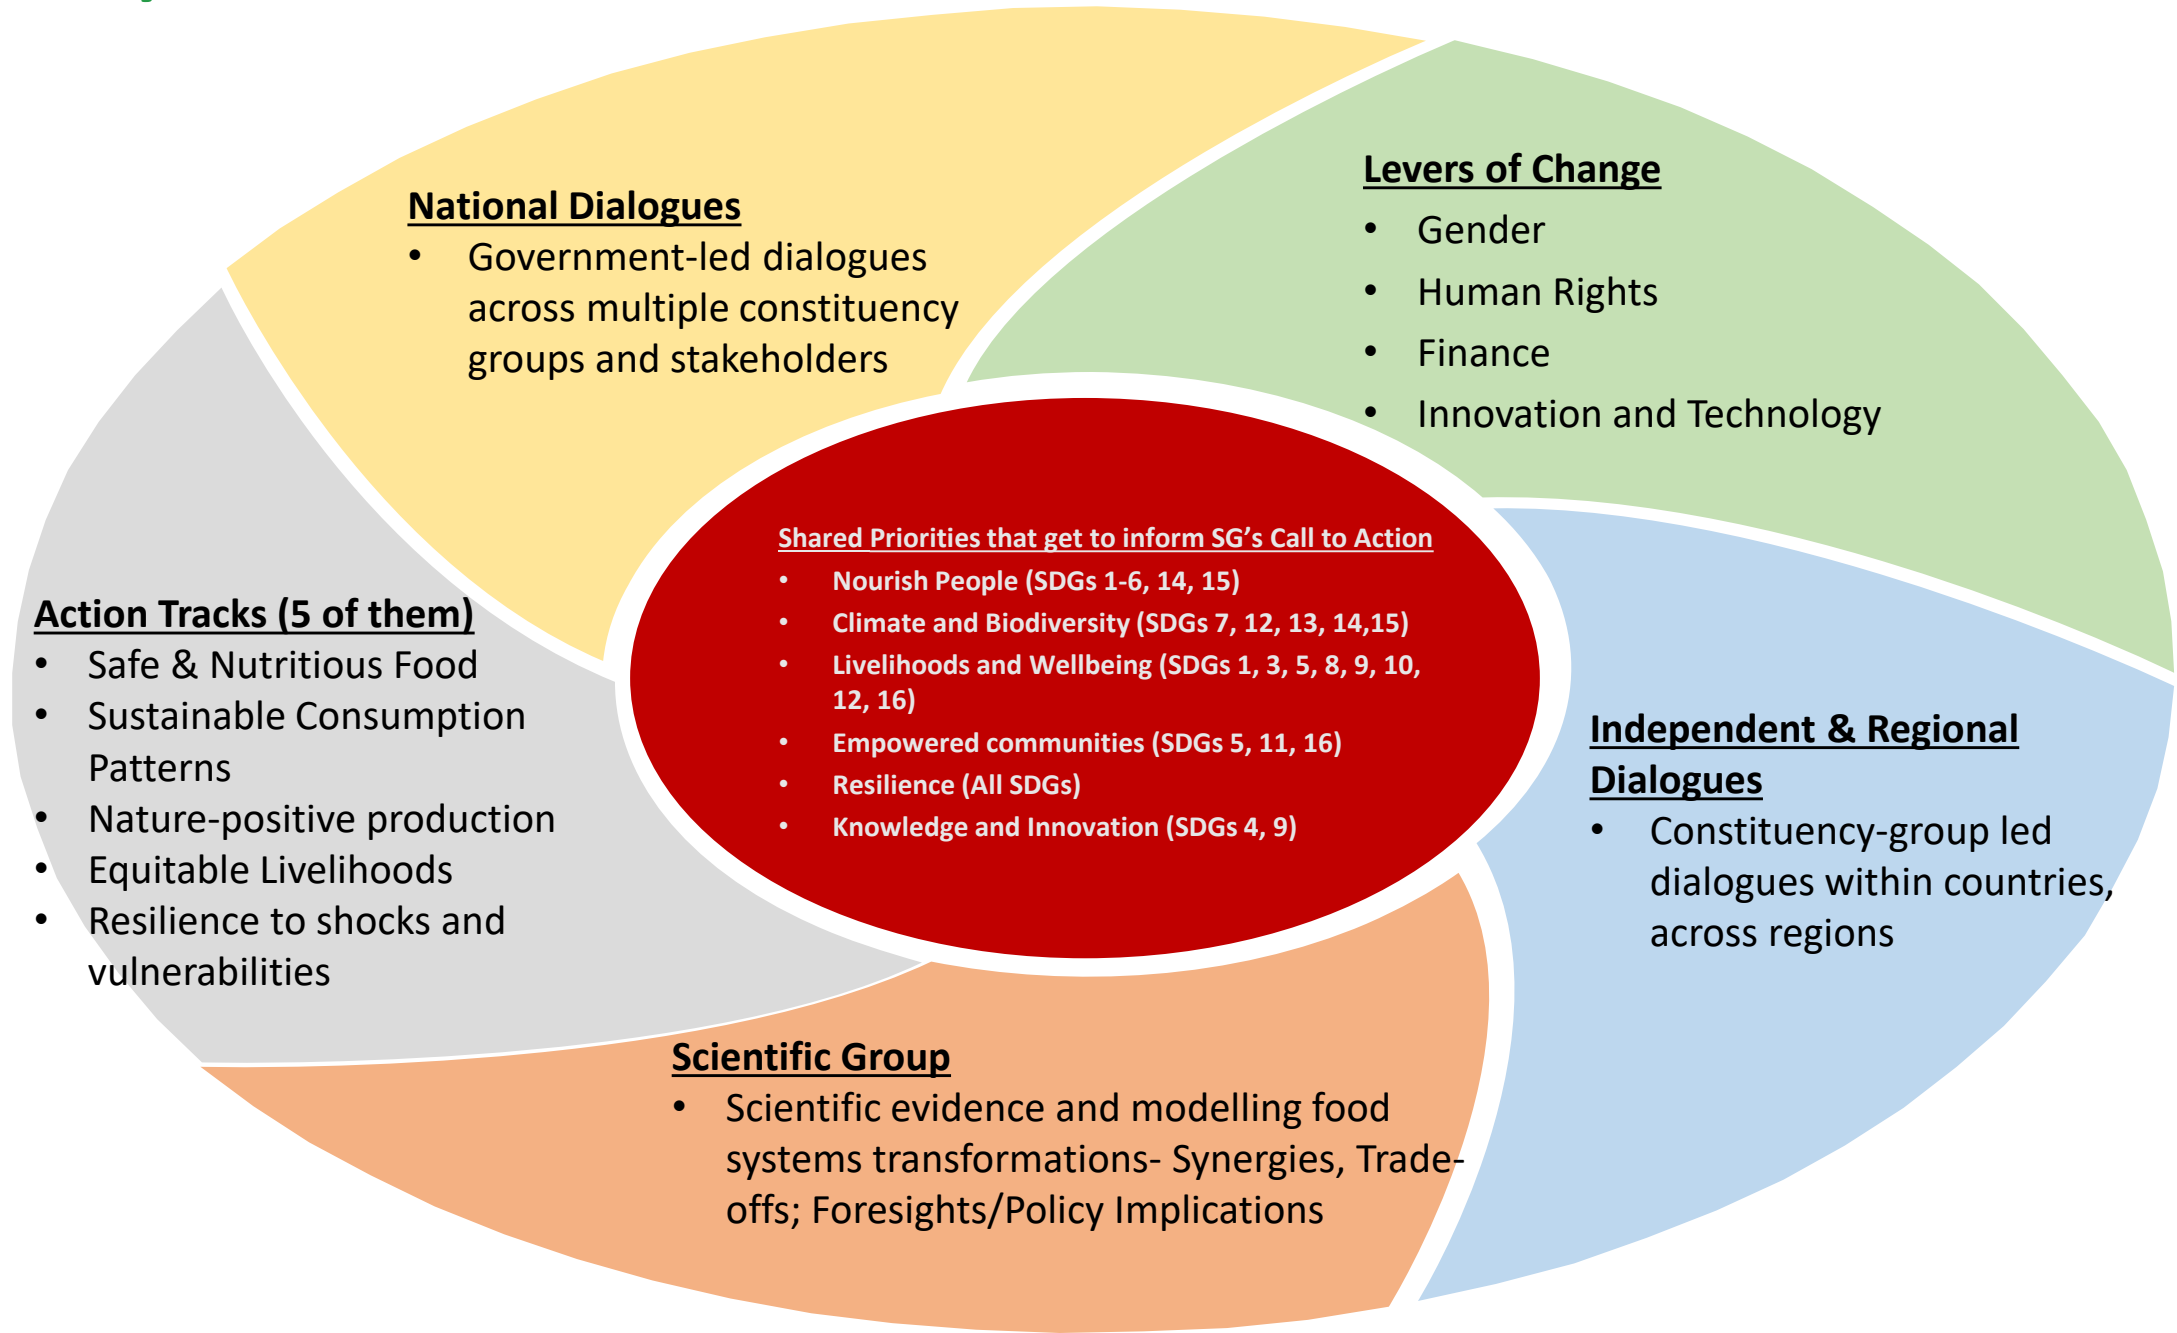 National Dialogues
• Government-led dialogues
across multiple constituency
groups and stakeholders
Levers of Change
• Gender
• Human Rights
• Finance
• Innovation and Technology
Shared Priorities that get to inform SG’s Call to Action
• Nourish People (SDGs 1-6, 14, 15)
• Climate and Biodiversity (SDGs 7, 12, 13, 14,15)
• Livelihoods and Wellbeing (SDGs 1, 3, 5, 8, 9, 10,
12, 16)
• Empowered communities (SDGs 5, 11, 16)
• Resilience (All SDGs)
• Knowledge and Innovation (SDGs 4, 9)
Action Tracks (5 of them)
• Safe & Nutritious Food
• Sustainable Consumption
Patterns
• Nature-positive production
• Equitable Livelihoods
• Resilience to shocks and
vulnerabilities
Independent & Regional
Dialogues
• Constituency-group led
dialogues within countries,
across regions
Scientific Group
• Scientific evidence and modelling food
systems transformations- Synergies, Trade-
offs; Foresights/Policy Implications